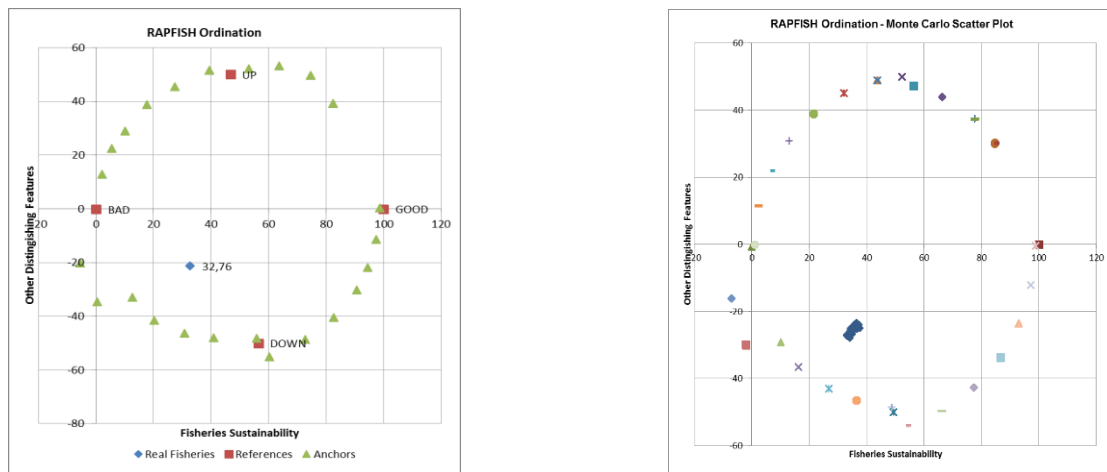 RAPFISH Ordination
60
UP
40
20
BAD
GOOD
0
20
0
20
40
60
80
100
120
-20
32,76
-40
DOWN
-60
-80
Other Distingishing Features
Fisheries Sustainability
Real Fisheries
References
Anchors
RAPFISH Ordination - Monte Carlo Scatter Plot
60
40
20
0
20
0
20
40
60
80
100
120
-20
-40
-60
Other Distingishing Features
Fisheries Sustainability